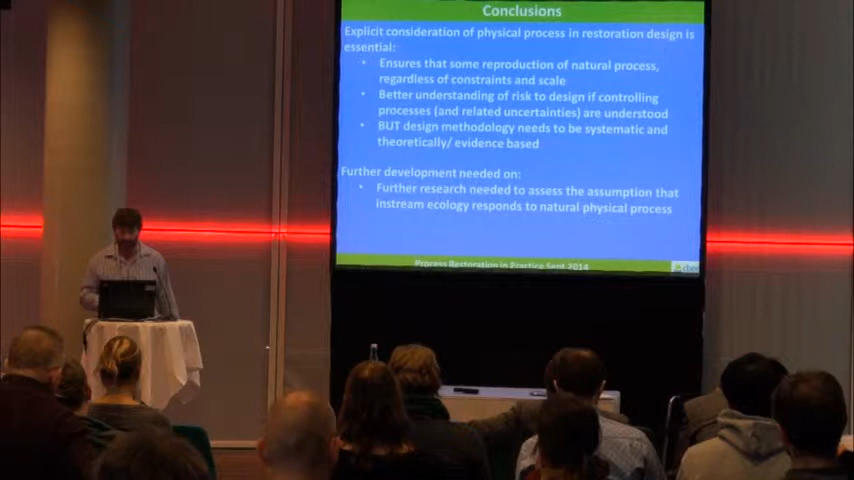 Conclusions
Explicit consideration of physical process in restoration design is
essential:
• Ensures that some reproduction of natural process,
regardless of constraints and scale
• Better understanding of risk to design if controlling
processes (and related uncertainties) are understood
• BUT design methodology needs to be systematic and
theoretically/ evidence based
Further development needed on:
• Further research needed to assess the assumption that
instream ecology responds to natural physical process
Process Restoration in Practice Sept 2014